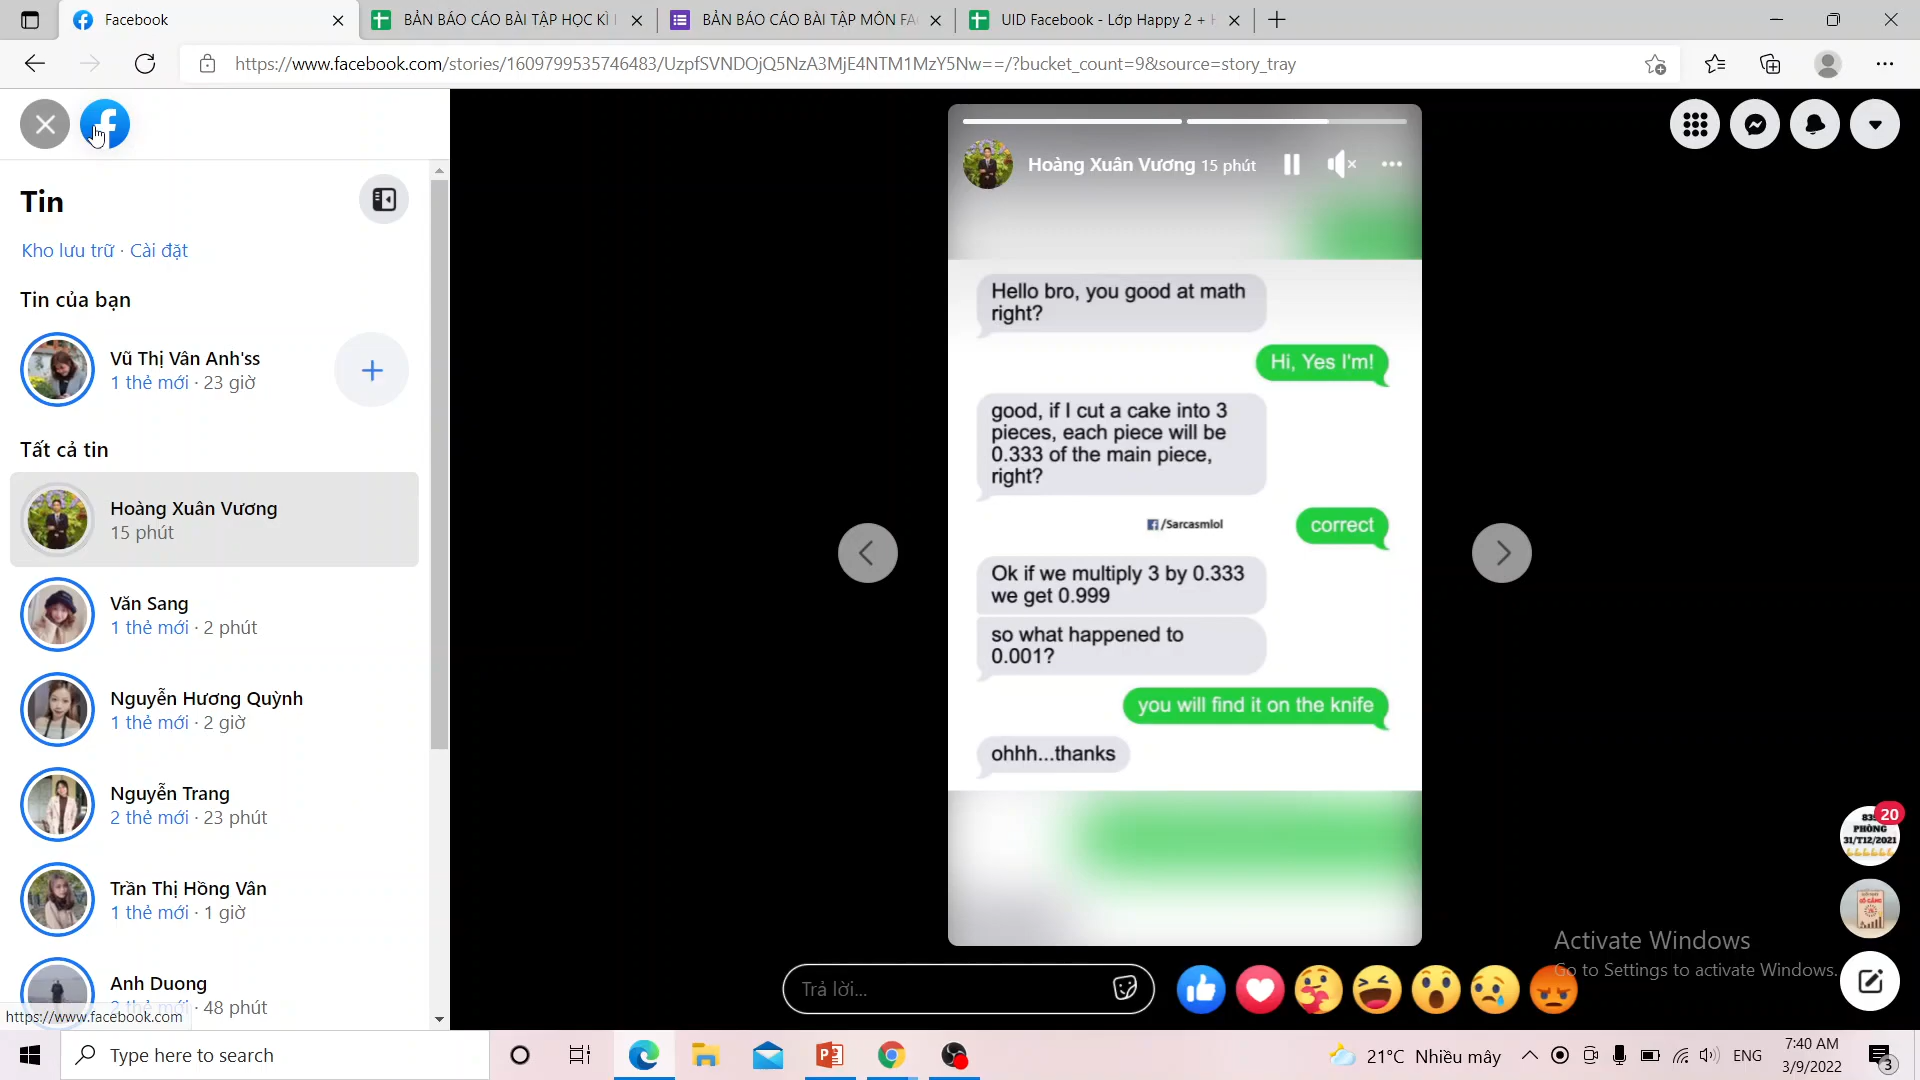 Facebook
BẢN BÁO CÁO BÀI TẬP HỌC KÌ
BẢN BÁO CÁO BÀI TẬP MÔN
UID Facebook - Lớp Happy 2 +
https://www.facebook.com/stories/1609799535746483/UzpfSVNDOjQ5NzA3MjE4NTM1MzY5Nw==/?bucket_count=9&source=story_tray
Tin
Kho lưu trữ · Cài đặt
Tin của bạn
Vũ Thị Vân Anh'ss
1 thẻ mới · 23 giờ
Tất cả tin
Hoàng Xuân Vương
15 phút
Văn Sang
1 thẻ mới · 2 phút
Nguyễn Hương Quỳnh
1 thẻ mới · 2 giờ
Nguyễn Trang
2 thẻ mới · 23 phút
Trần Thị Hồng Vân
1 thẻ mới · 1 giờ
Anh Duong
48 phút
https://www.facebook.com
Hoàng Xuân Vương 15 phút
Hello bro, you good at math
right?
Hi, Yes I'm!
good, if I cut a cake into 3
pieces, each piece will be
0.333 of the main piece,
right?
/Sarcasmlol
correct
Ok if we multiply 3 by 0.333
we get 0.999
so what happened to
0.001?
you will find it on the knife
ohhh...thanks
Trả lời...
20
PHÒNG
31/T12/2021
Activate Windows
Go to Settings to activate Windows.
Type here to search
21°C Nhiều mây
ENG
7:40 AM
3/9/2022
3